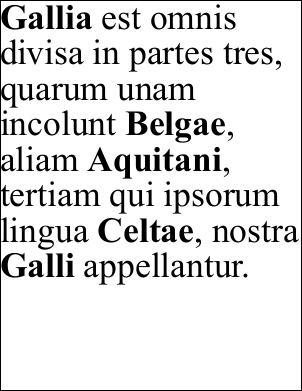 Gallia est omnis
divisa in partes tres,
quarum unam
incolunt Belgae,
aliam Aquitani,
tertiam qui ipsorum
lingua Celtae, nostra
Galli appellantur.